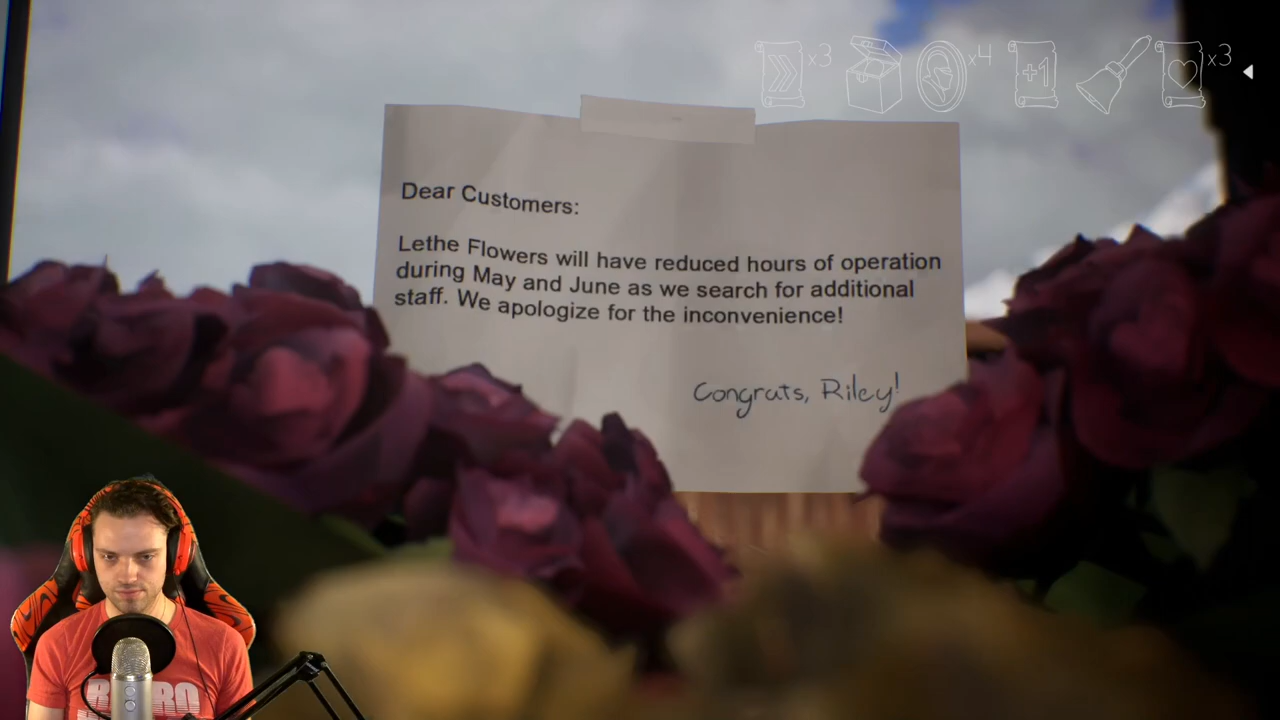 x3
x4
+1
x3
Dear Customers:
Lethe Flowers will have reduced hours of operation
during May and June as we search for additional
staff. We apologize for the inconvenience!
Congrats, Riley!